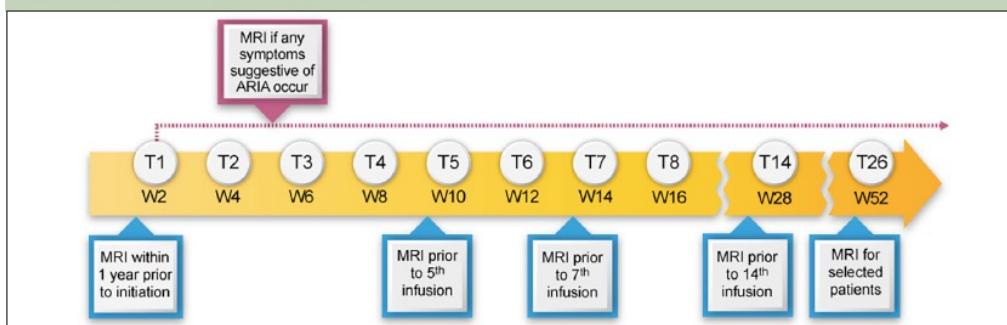 MRI if any
symptoms
suggestive of
ARIA occur
T1 T2 T3 T4 T5 T6 T7 T8 T14 T26
W2 W4 W6 W8 W10 W12 W14 W16 W28 W52
MRI within
1 year prior
to initiation
MRI prior
to 5th
infusion
MRI prior
to 7th
infusion
MRI prior
to 14th
infusion
MRI for
selected
patients